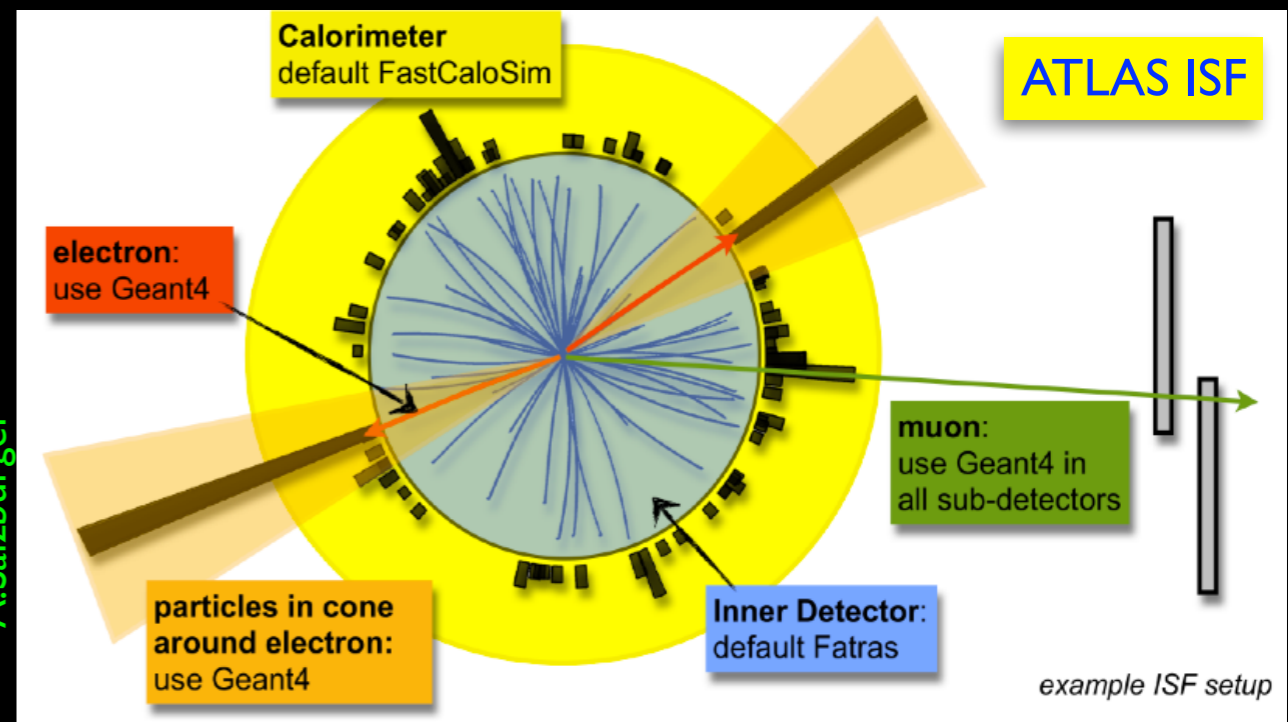 Calorimeter
default FastCaloSim
ATLAS ISF
electron:
use Geant4
muon:
use Geant4 in
all sub-detectors
particles in cone
around electron:
use Geant4
Inner Detector:
default Fatras
example ISF setup